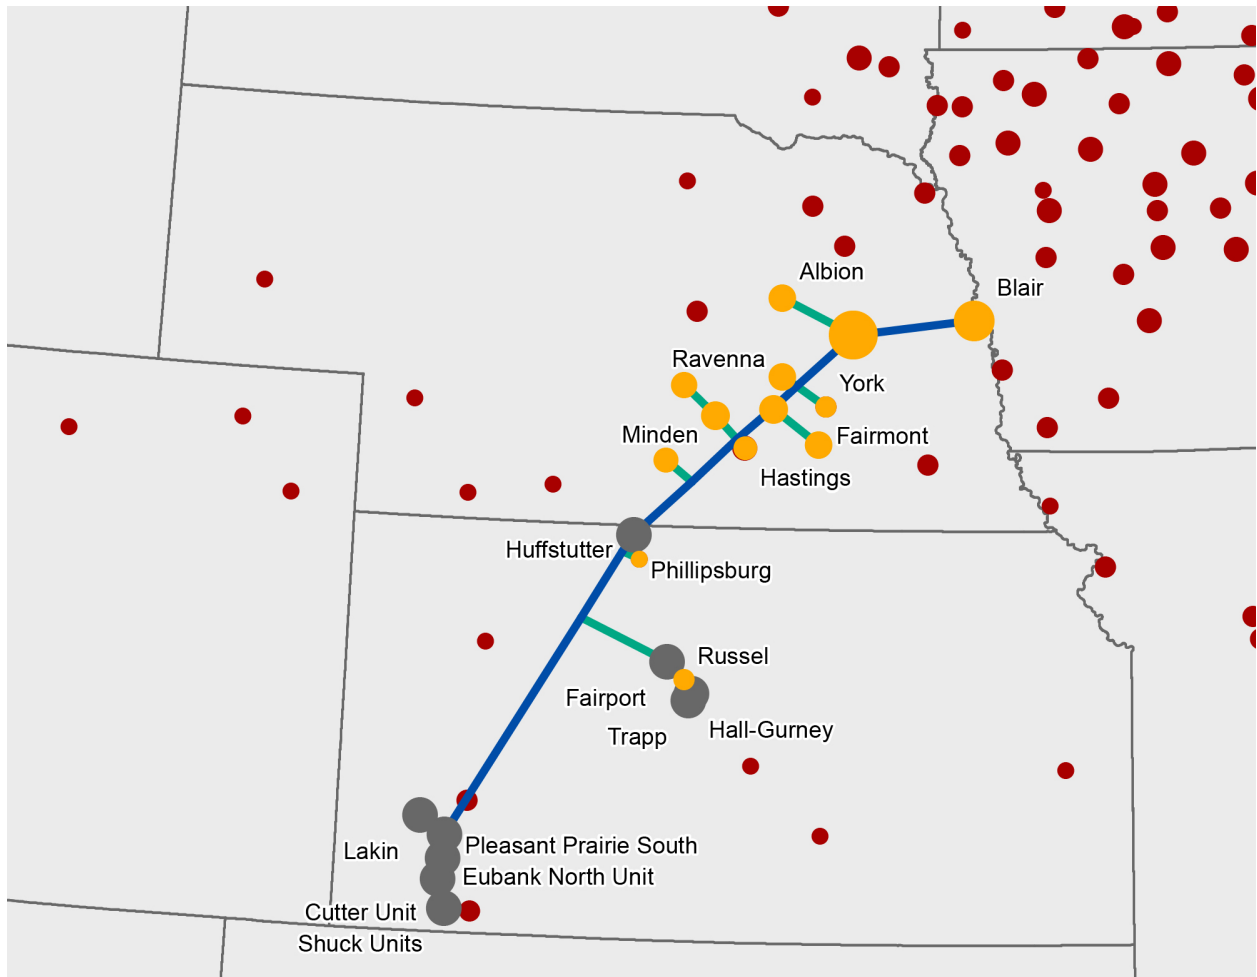 Albion
Blair
Ravenna
York
Minden
Fairmont
Hastings
Huffstutter
Phillipsburg
Russel
Fairport
Trapp
Hall-Gurney
Lakin
Pleasant Prairie South
Eubank North Unit
Cutter Unit
Shuck Units